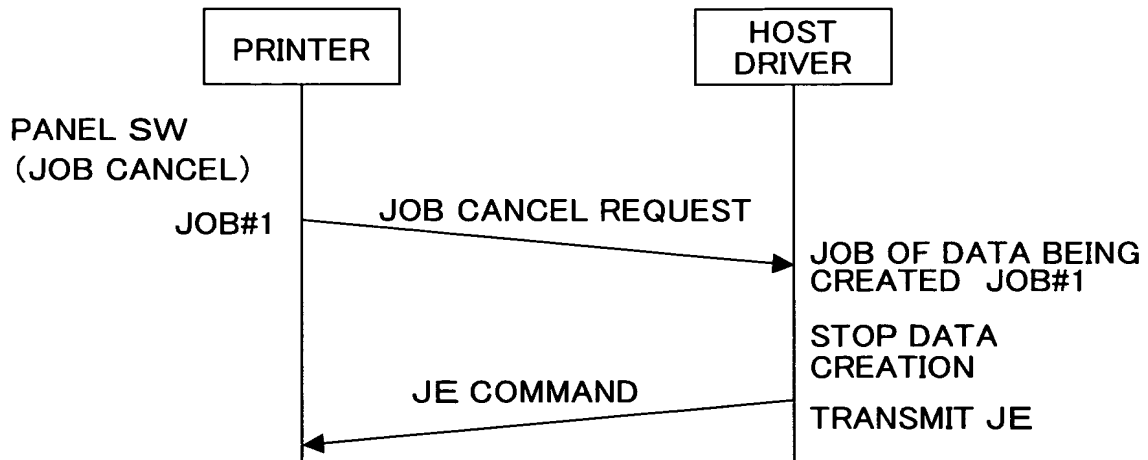 PRINTER
HOST
DRIVER
PANEL SW
(JOB CANCEL)
JOB#1
JOB CANCEL REQUEST
JOB OF DATA BEING
CREATED JOB#1
STOP DATA
CREATION
JE COMMAND
TRANSMIT JE